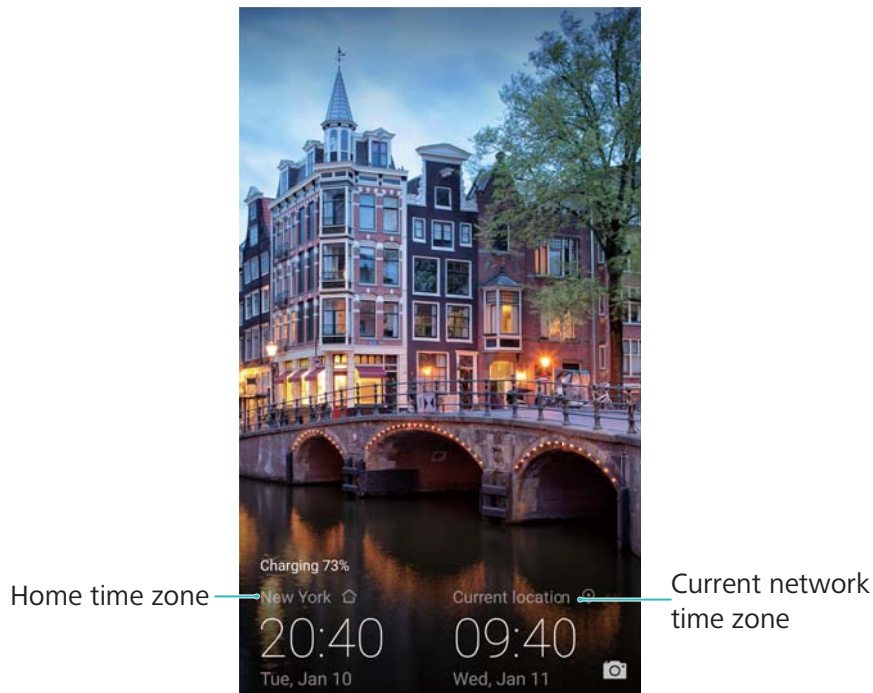 Charging 73%
Home time zone
New York
Current location
Current network
time zone
20:40
09:40
Tue, Jan 10
Wed, Jan 11